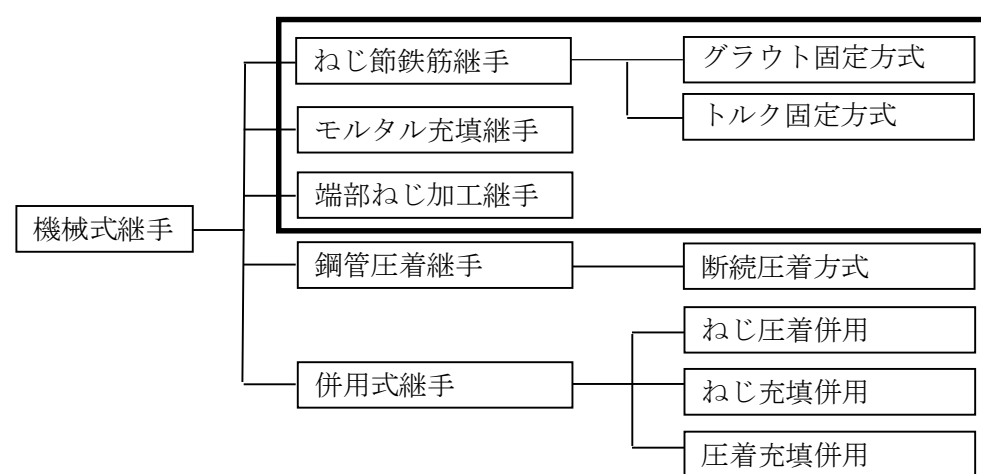 ねじ節鉄筋継手
グラウト固定方式
トルク固定方式
モルタル充填継手
端部ねじ加工継手
機械式継手
鋼管圧着継手
断続圧着方式
ねじ圧着併用
併用式継手
ねじ充填併用
圧着充填併用